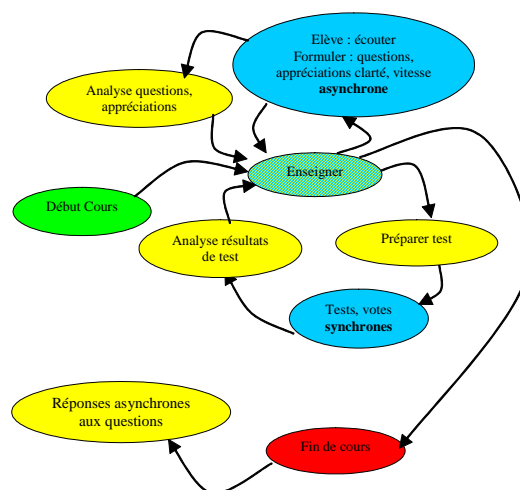 Elève : écouter
Formuler : questions,
appréciations clarté, vitesse
asynchrone
Analyse questions,
appréciations
Enseigner
Début Cours
Analyse résultats
de test
Préparer test
Tests, votes
synchrones
Réponses asynchrones
aux questions
Fin de cours